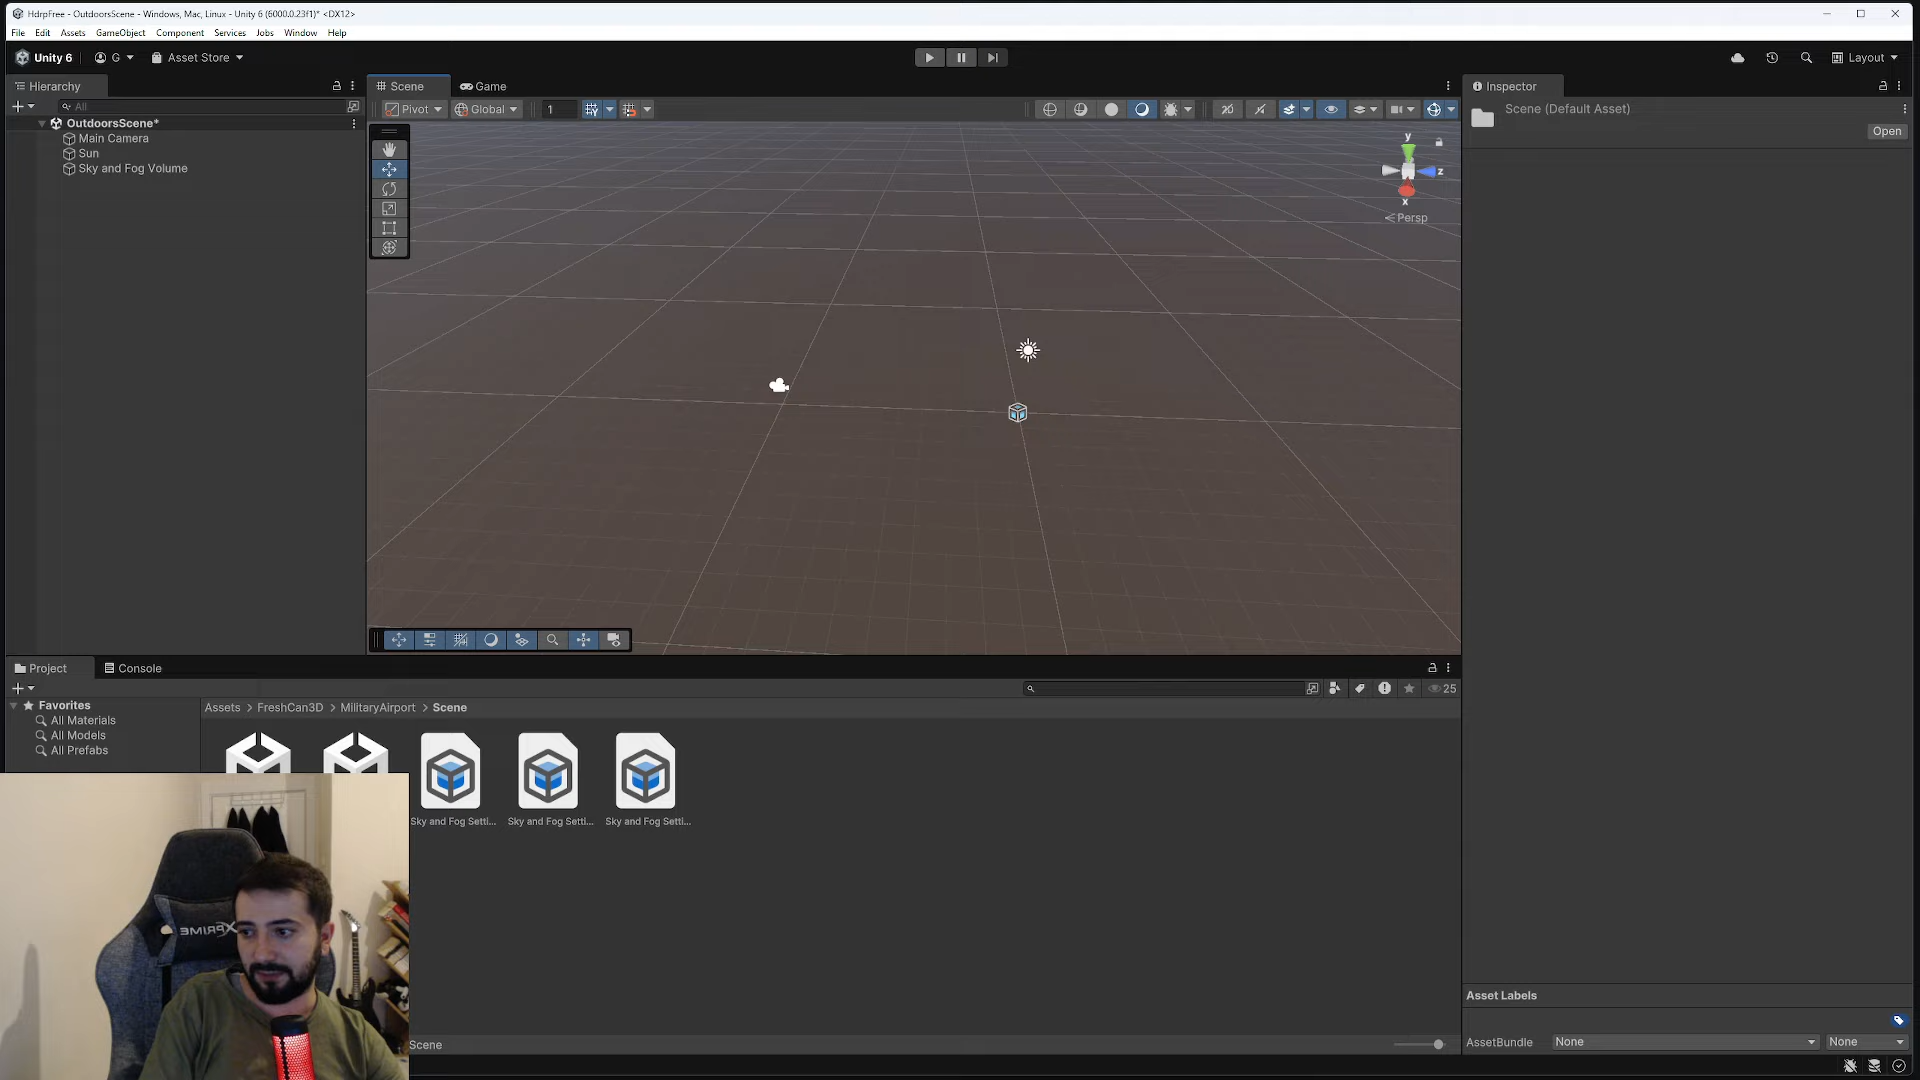 HdrpFree - OutdoorsScene - Windows, Mac, Linux - Unity 6 (6000.0.23f1)* <DX12>
File Edit Assets GameObject Component Services Jobs Window Help
Unity 6 G Asset Store Layout
Hierarchy Scene Game Inspector
All Pivot Global 1 2D Scene (Default Asset)
Open
OutdoorsScene*
Main Camera
Sun
Sky and Fog Volume
y
z
x
Persp
Project Console
25
Favorites
All Materials
All Models
All Prefabs
Assets > FreshCan3D > MilitaryAirport > Scene
Sky and Fog Setti... Sky and Fog Setti... Sky and Fog Setti...
XPRIME
Asset Labels
Scene
AssetBundle None None